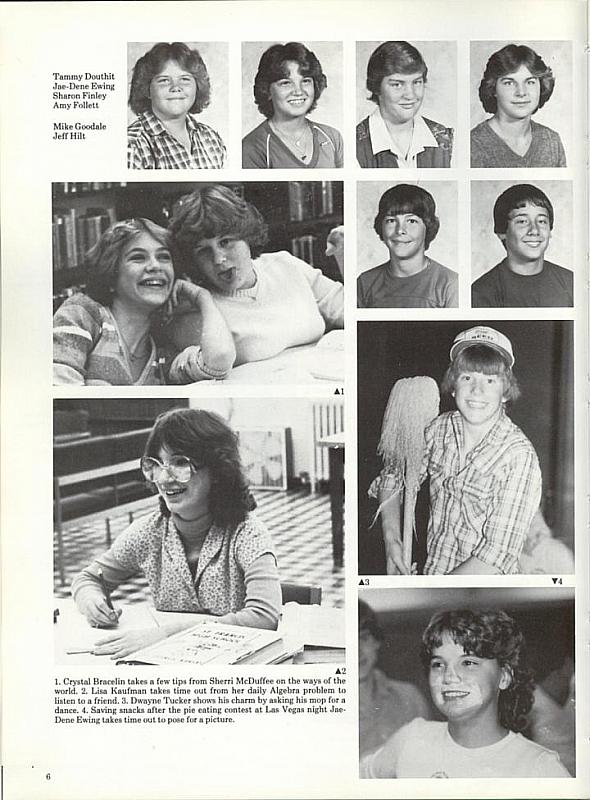 Tammy Douthit
Jae-Dene Ewing
Sharon Finley
Amy Follett
Mike Goodale
Jeff Hilt
▲1
▲3
▼4
ST. FRANCIS
HIGH SCHOOL
▲2
1. Crystal Bracelin takes a few tips from Sherri McDuffee on the ways of the
world. 2. Lisa Kaufman takes time out from her daily Algebra problem to
listen to a friend. 3. Dwayne Tucker shows his charm by asking his mop for a
dance. 4. Saving snacks after the pie eating contest at Las Vegas night Jae-
Dene Ewing takes time out to pose for a picture.
6